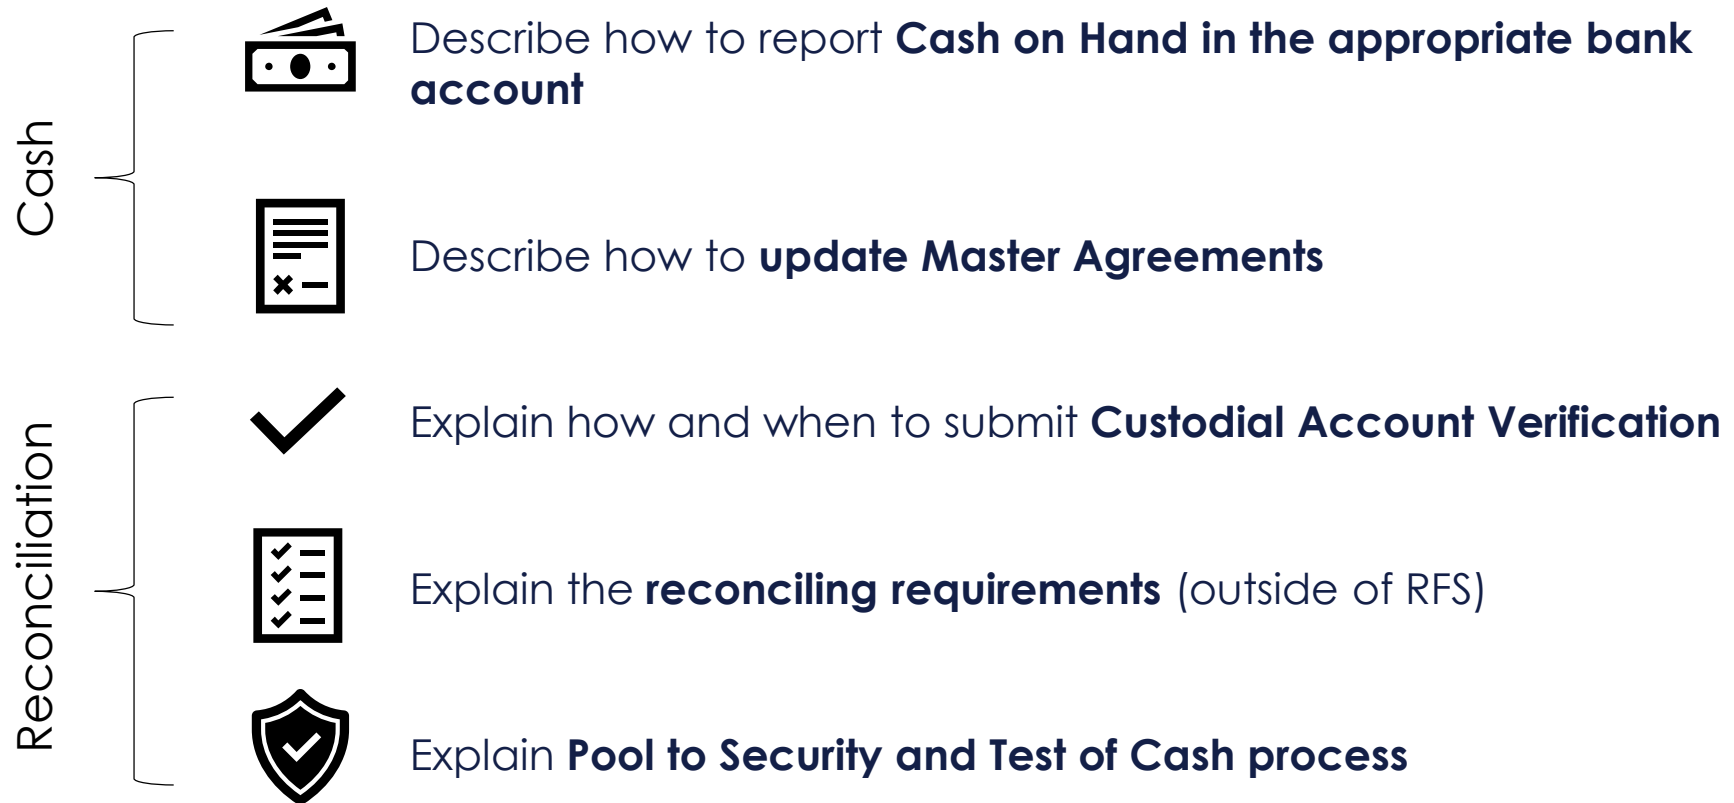 Cash
Describe how to report Cash on Hand in the appropriate bank
account
Describe how to update Master Agreements
Reconciliation
Explain how and when to submit Custodial Account Verification
Explain the reconciling requirements (outside of RFS)
Explain Pool to Security and Test of Cash process